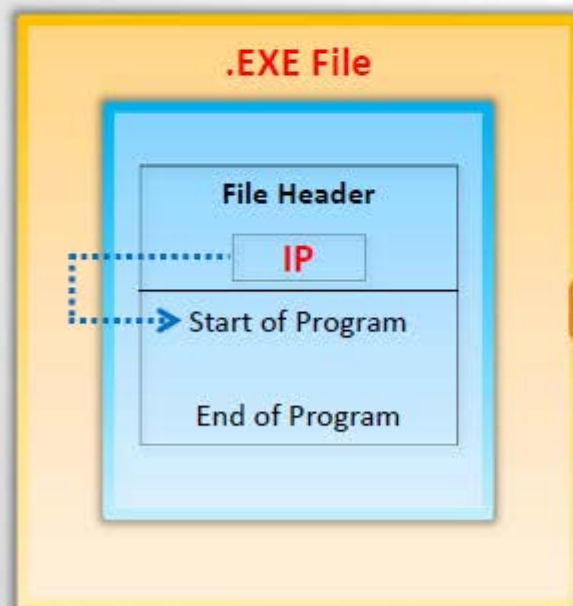 .EXE File
File Header
IP
Start of Program
End of Program